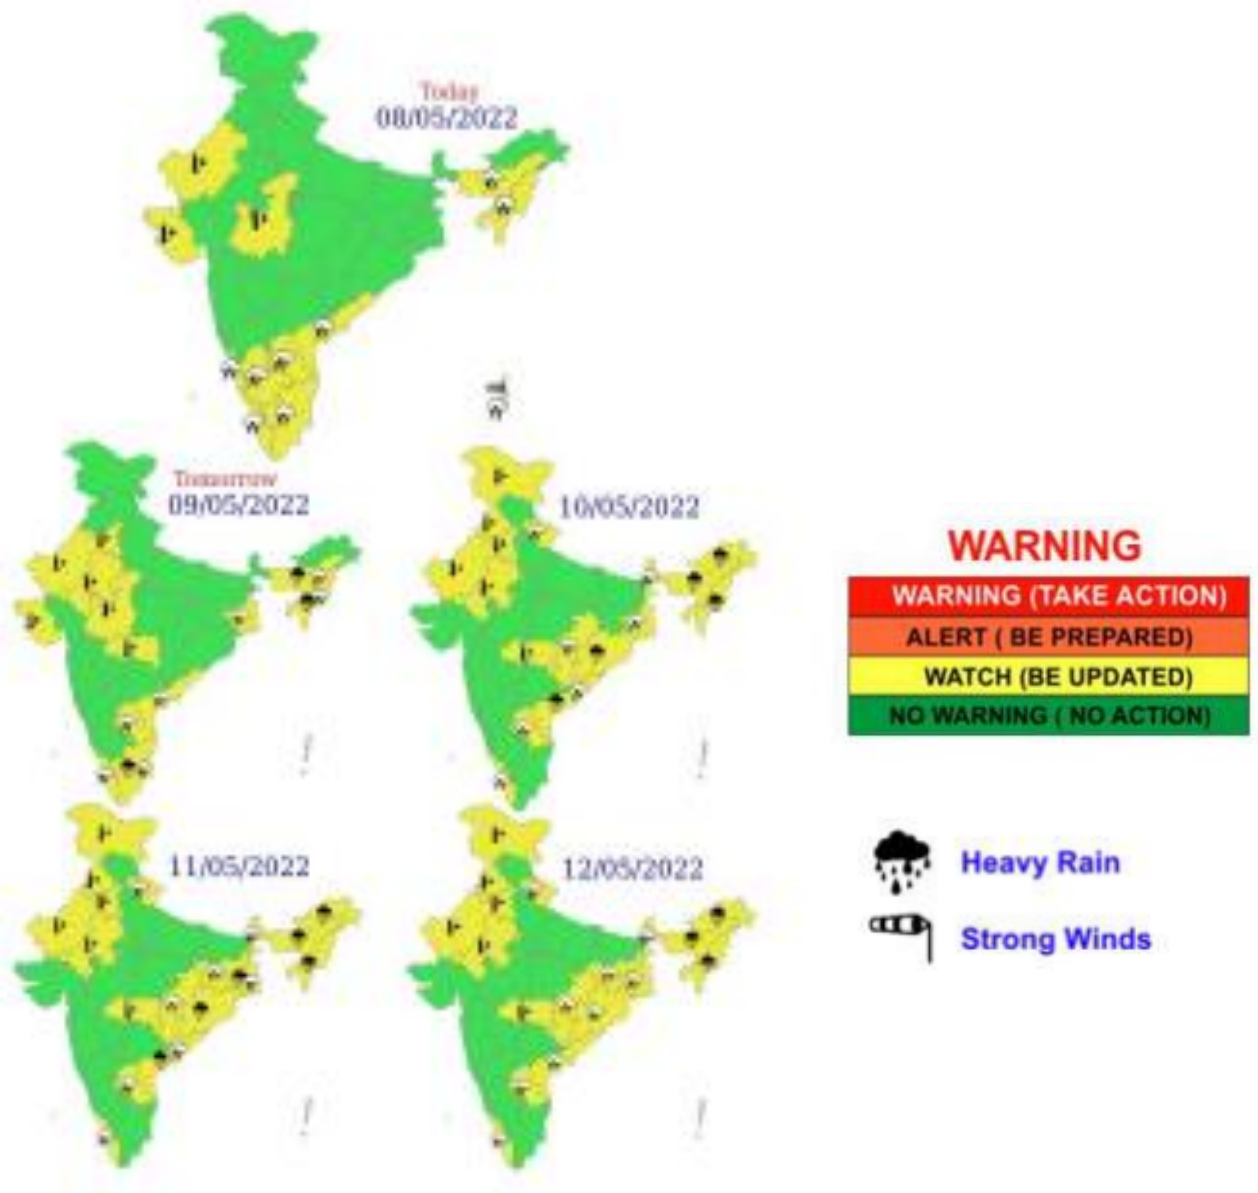 Today
08/05/2022
Tomorrow
09/05/2022
10/05/2022
11/05/2022
12/05/2022
WARNING
WARNING (TAKE ACTION)
ALERT ( BE PREPARED)
WATCH (BE UPDATED)
NO WARNING ( NO ACTION)
Heavy Rain
Strong Winds